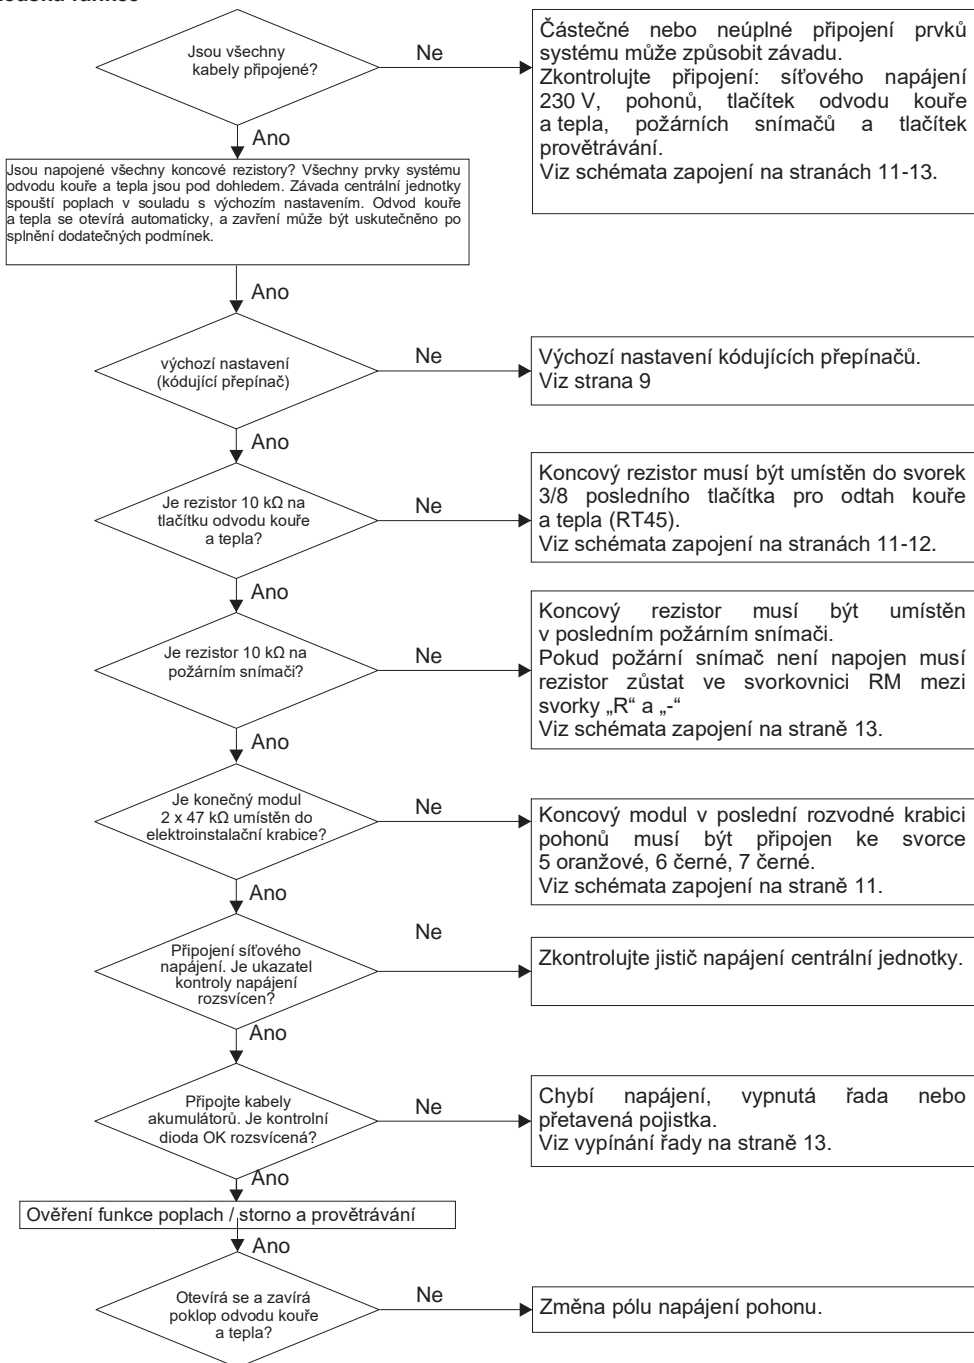 Jsou všechny
kabely připojené?
Ne
Částečné nebo neúplné připojení prvků
systému může způsobit závadu.
Zkontrolujte připojení: síťového napájení
230 V, pohonů, tlačítek odvodu kouře
a tepla, požárních snímačů a tlačítek
provětrávání.
Viz schémata zapojení na stranách 11-13.
Ano
Jsou napojené všechny koncové rezistory? Všechny prvky systému
odvodu kouře a tepla jsou pod dohledem. Závada centrální jednotky
spouští poplach v souladu s výchozím nastavením. Odvod kouře
a tepla se otevírá automaticky, a zavření může být uskutečněno po
splnění dodatečných podmínek.
Ano
výchozí nastavení
(kódující přepínač)
Ne
Výchozí nastavení kódujících přepínačů.
Viz strana 9
Ano
Je rezistor 10 kΩ na
tlačítku odvodu kouře
a tepla?
Ne
Koncový rezistor musí být umístěn do svorek
3/8 posledního tlačítka pro odtah kouře
a tepla (RT45).
Viz schémata zapojení na stranách 11-12.
Ano
Je rezistor 10 kΩ na
požárním snímači?
Ne
Koncový rezistor musí být umístěn
v posledním požárním snímači.
Pokud požární snímač není napojen musí
rezistor zůstat ve svorkovnici RM mezi
svorky „R“ a „-“
Viz schémata zapojení na straně 13.
Ano
Je konečný modul
2 x 47 kΩ umístěn do
elektroinstalační krabice?
Ne
Koncový modul v poslední rozvodné krabici
pohonů musí být připojen ke svorce
5 oranžové, 6 černé, 7 černé.
Viz schémata zapojení na straně 11.
Ano
Připojení síťového
napájení. Je ukazatel
kontroly napájení
rozsvícen?
Ne
Zkontrolujte jistič napájení centrální jednotky.
Ano
Připojte kabely
akumulátorů. Je kontrolní
dioda OK rozsvícená?
Ne
Chybí napájení, vypnutá řada nebo
přetavená pojistka.
Viz vypínání řady na straně 13.
Ano
Ověření funkce poplach / storno a provětrávání
Ano
Otevírá se a zavírá
poklop odvodu kouře
a tepla?
Ne
Změna pólu napájení pohonu.